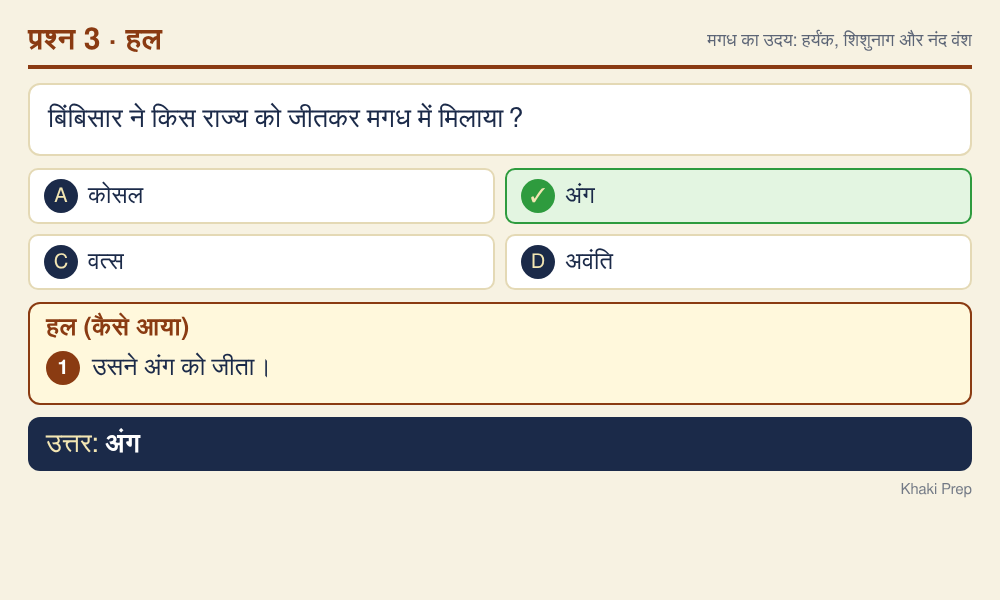 प्रश्न 3 · हल
मगध का उदय: हर्यंक, शिशुनाग और नंद वंश
बिंबिसार ने किस राज्य को जीतकर मगध में मिलाया ?
A कोसल
✓ अंग
C वत्स
D अवंति
हल (कैसे आया)
1 उसने अंग को जीता ।
उत्तर: अंग
Khaki Prep